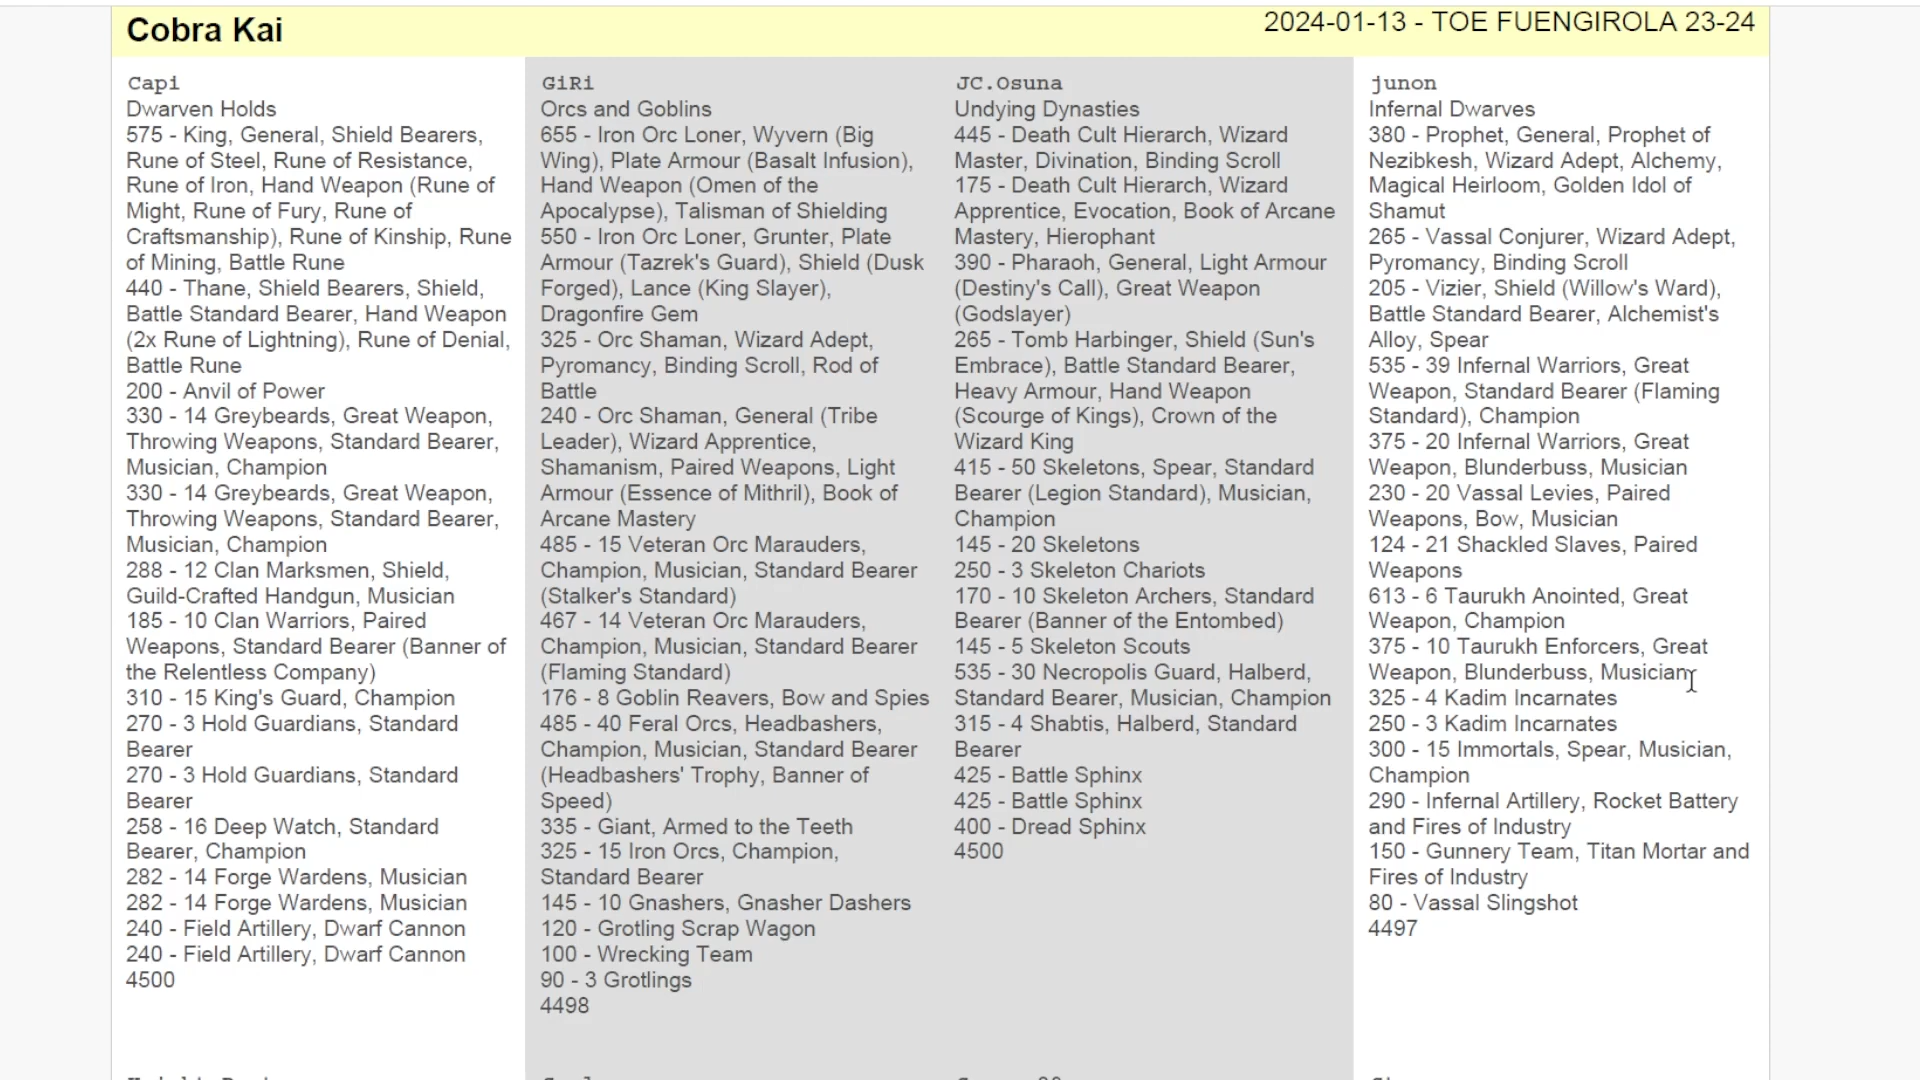 Cobra Kai
2024-01-13 - TOE FUENGIROLA 23-24
Capi
Dwarven Holds
575 - King, General, Shield Bearers,
Rune of Steel, Rune of Resistance,
Rune of Iron, Hand Weapon (Rune of
Might, Rune of Fury, Rune of
Craftsmanship), Rune of Kinship, Rune
of Mining, Battle Rune
440 - Thane, Shield Bearers, Shield,
Battle Standard Bearer, Hand Weapon
(2x Rune of Lightning), Rune of Denial,
Battle Rune
200 - Anvil of Power
330 - 14 Greybeards, Great Weapon,
Throwing Weapons, Standard Bearer,
Musician, Champion
330 - 14 Greybeards, Great Weapon,
Throwing Weapons, Standard Bearer,
Musician, Champion
288 - 12 Clan Marksmen, Shield,
Guild-Crafted Handgun, Musician
185 - 10 Clan Warriors, Paired
Weapons, Standard Bearer (Banner of
the Relentless Company)
310 - 15 King's Guard, Champion
270 - 3 Hold Guardians, Standard
Bearer
270 - 3 Hold Guardians, Standard
Bearer
258 - 16 Deep Watch, Standard
Bearer, Champion
282 - 14 Forge Wardens, Musician
282 - 14 Forge Wardens, Musician
240 - Field Artillery, Dwarf Cannon
240 - Field Artillery, Dwarf Cannon
4500
GiRi
Orcs and Goblins
655 - Iron Orc Loner, Wyvern (Big
Wing), Plate Armour (Basalt Infusion),
Hand Weapon (Omen of the
Apocalypse), Talisman of Shielding
550 - Iron Orc Loner, Grunter, Plate
Armour (Tazrek's Guard), Shield (Dusk
Forged), Lance (King Slayer),
Dragonfire Gem
325 - Orc Shaman, Wizard Adept,
Pyromancy, Binding Scroll, Rod of
Battle
240 - Orc Shaman, General (Tribe
Leader), Wizard Apprentice,
Shamanism, Paired Weapons, Light
Armour (Essence of Mithril), Book of
Arcane Mastery
485 - 15 Veteran Orc Marauders,
Champion, Musician, Standard Bearer
(Stalker's Standard)
467 - 14 Veteran Orc Marauders,
Champion, Musician, Standard Bearer
(Flaming Standard)
176 - 8 Goblin Reavers, Bow and Spies
485 - 40 Feral Orcs, Headbashers,
Champion, Musician, Standard Bearer
(Headbashers' Trophy, Banner of
Speed)
335 - Giant, Armed to the Teeth
325 - 15 Iron Orcs, Champion,
Standard Bearer
145 - 10 Gnashers, Gnasher Dashers
120 - Grotling Scrap Wagon
100 - Wrecking Team
90 - 3 Grotlings
4498
JC.Osuna
Undying Dynasties
445 - Death Cult Hierarch, Wizard
Master, Divination, Binding Scroll
175 - Death Cult Hierarch, Wizard
Apprentice, Evocation, Book of Arcane
Mastery, Hierophant
390 - Pharaoh, General, Light Armour
(Destiny's Call), Great Weapon
(Godslayer)
265 - Tomb Harbinger, Shield (Sun's
Embrace), Battle Standard Bearer,
Heavy Armour, Hand Weapon
(Scourge of Kings), Crown of the
Wizard King
415 - 50 Skeletons, Spear, Standard
Bearer (Legion Standard), Musician,
Champion
145 - 20 Skeletons
250 - 3 Skeleton Chariots
170 - 10 Skeleton Archers, Standard
Bearer (Banner of the Entombed)
145 - 5 Skeleton Scouts
535 - 30 Necropolis Guard, Halberd,
Standard Bearer, Musician, Champion
315 - 4 Shabtis, Halberd, Standard
Bearer
425 - Battle Sphinx
425 - Battle Sphinx
400 - Dread Sphinx
4500
junon
Infernal Dwarves
380 - Prophet, General, Prophet of
Nezibkesh, Wizard Adept, Alchemy,
Magical Heirloom, Golden Idol of
Shamut
265 - Vassal Conjurer, Wizard Adept,
Pyromancy, Binding Scroll
205 - Vizier, Shield (Willow's Ward),
Battle Standard Bearer, Alchemist's
Alloy, Spear
535 - 39 Infernal Warriors, Great
Weapon, Standard Bearer (Flaming
Standard), Champion
375 - 20 Infernal Warriors, Great
Weapon, Blunderbuss, Musician
230 - 20 Vassal Levies, Paired
Weapons, Bow, Musician
124 - 21 Shackled Slaves, Paired
Weapons
613 - 6 Taurukh Anointed, Great
Weapon, Champion
375 - 10 Taurukh Enforcers, Great
Weapon, Blunderbuss, Musician
325 - 4 Kadim Incarnates
250 - 3 Kadim Incarnates
300 - 15 Immortals, Spear, Musician,
Champion
290 - Infernal Artillery, Rocket Battery
and Fires of Industry
150 - Gunnery Team, Titan Mortar and
Fires of Industry
80 - Vassal Slingshot
4497